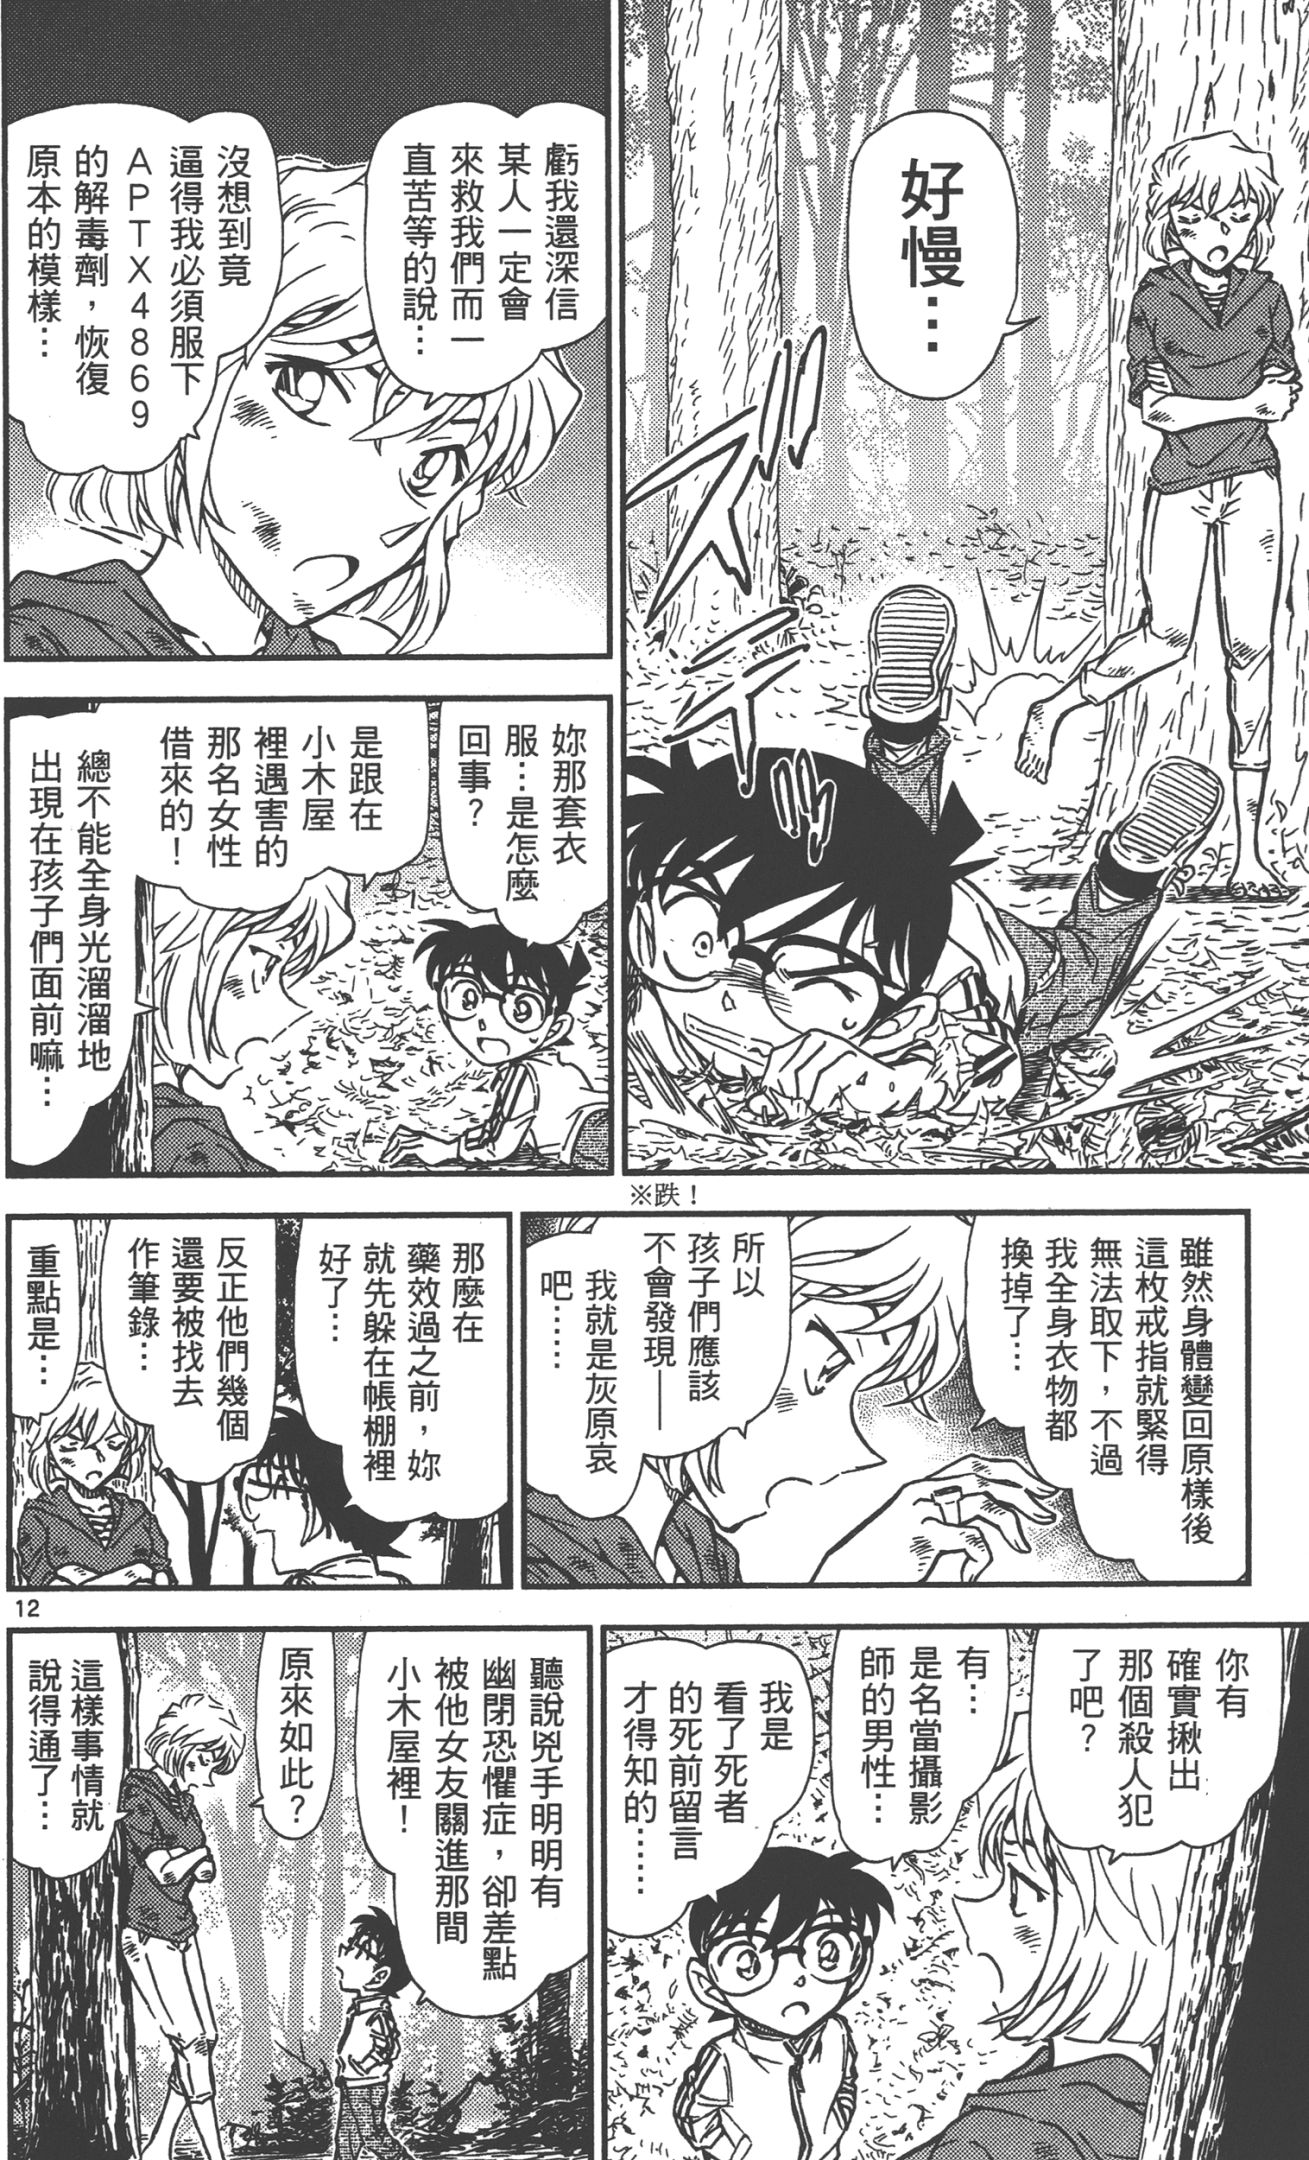 好慢…
ズルズデッ
※跌！
虧我還深信
某人一定會
來救我們而一
直苦等的說…
沒想到竟
逼得我必須服下
APTX4869
的解毒劑，恢復
原本的模樣…
妳那套衣
服…是怎麼
回事？
是跟在
小木屋
裡遇害的
那名女性
借來的！
總不能全身光溜溜地
出現在孩子們面前嘛…
雖然身體變回原樣後
這枚戒指就緊得
無法取下，不過
我全身衣物都
換掉了…
所以
孩子們應該
不會發現——
我就是灰原哀
吧……
那麼在
藥效過之前，妳
就先躲在帳棚裡
好了…
反正他們幾個
還要被找去
作筆錄…
重點是…
12
你有
確實揪出
那個殺人犯
了吧？
有…
是名當攝影
師的男性…
我是
看了死者
的死前留言
才得知的……
聽說兇手明明有
幽閉恐懼症，卻差點
被他女友關進那間
小木屋裡！
原來如此？
這樣事情就
說得通了…